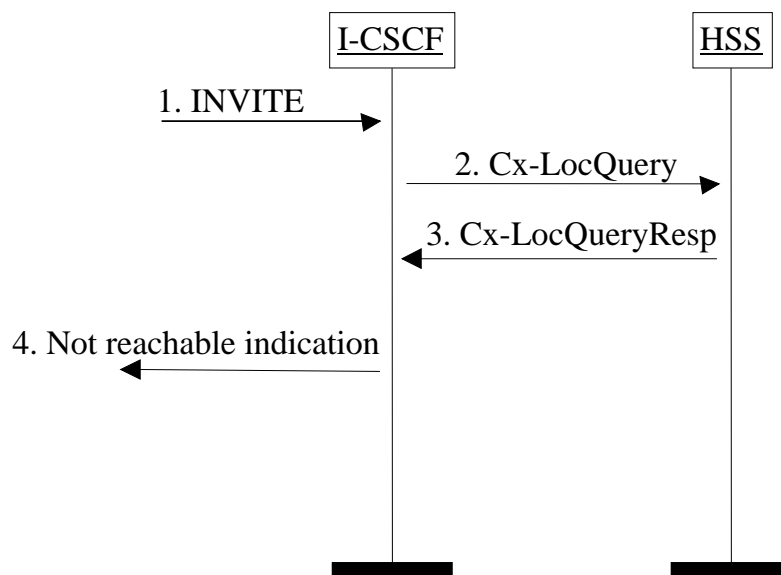 I-CSCF
HSS
1. INVITE
2. Cx-LocQuery
3. Cx-LocQueryResp
4. Not reachable indication